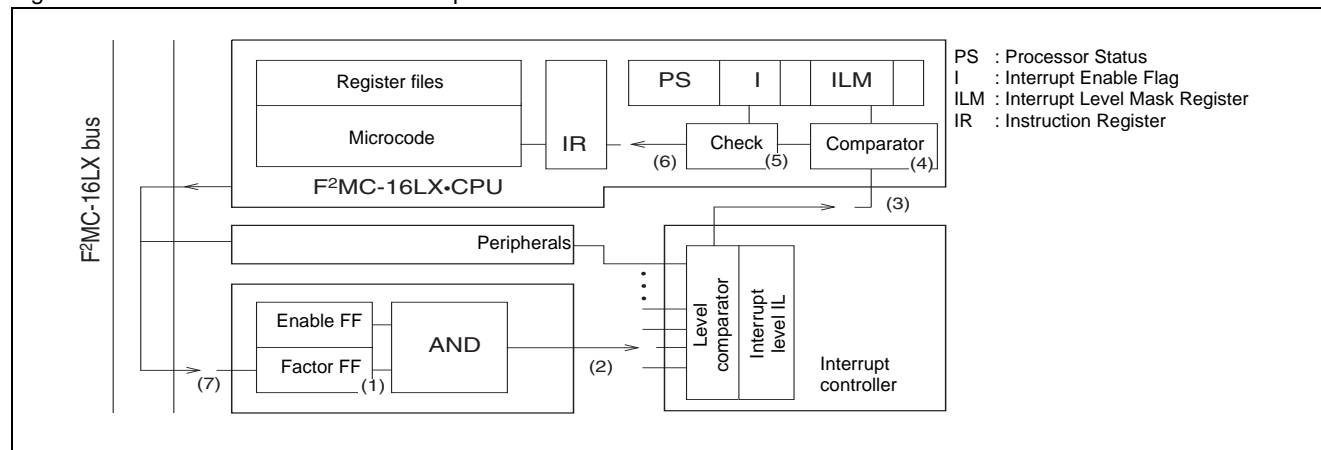 PS : Processor Status
I : Interrupt Enable Flag
ILM : Interrupt Level Mask Register
IR : Instruction Register
F²MC-16LX bus
Register files
Microcode
IR
PS I ILM
Check (5)
Comparator (4)
(6)
F²MC-16LX•CPU
(3)
Peripherals
Enable FF
Factor FF (1)
AND
(2)
(7)
Level comparator
Interrupt level IL
Interrupt
controller